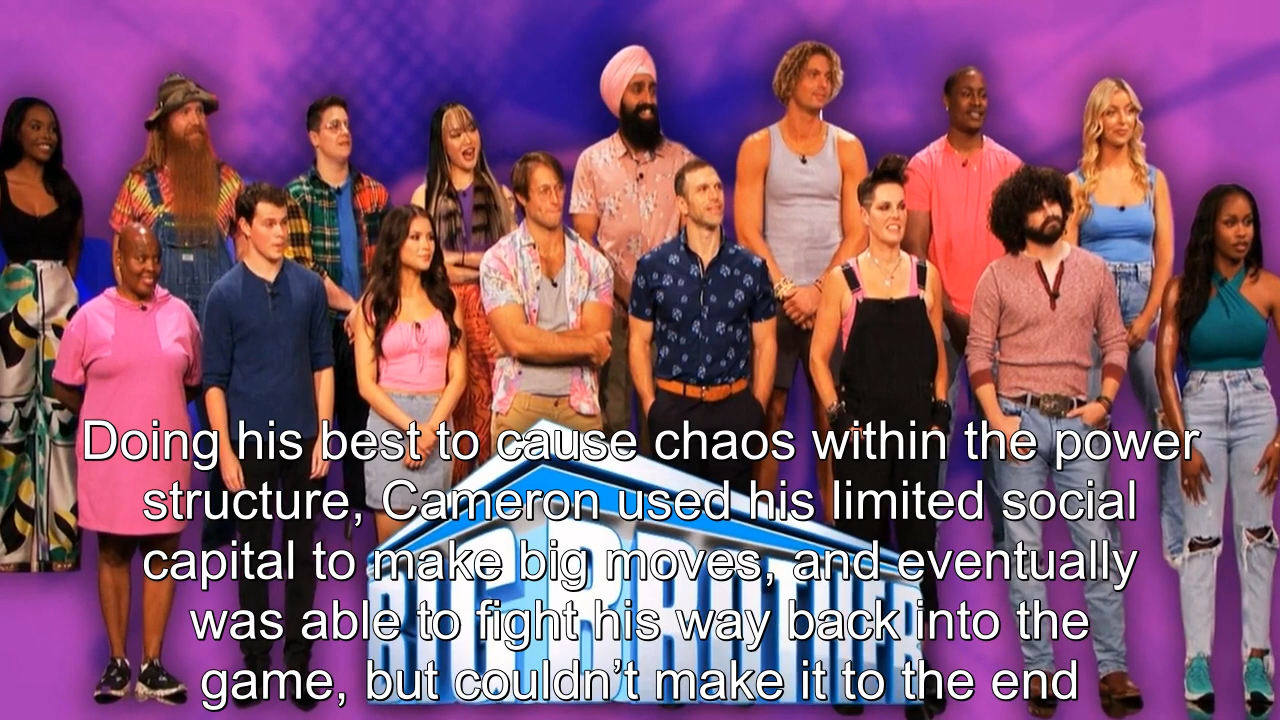 Doing his best to cause chaos within the power
structure, Cameron used his limited social
capital to make big moves, and eventually
was able to fight his way back into the
game, but couldn’t make it to the end
BIG BROTHER